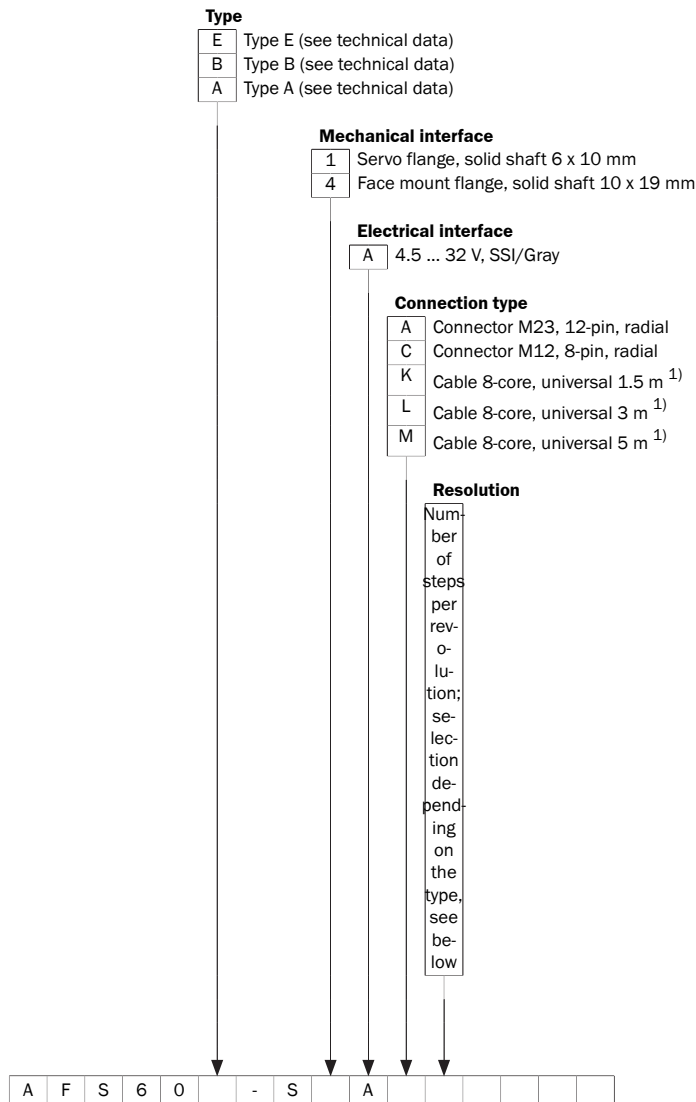 Type
E Type E (see technical data)
B Type B (see technical data)
A Type A (see technical data)
Mechanical interface
1 Servo flange, solid shaft 6 x 10 mm
4 Face mount flange, solid shaft 10 x 19 mm
Electrical interface
A 4.5 ... 32 V, SSI/Gray
Connection type
A Connector M23, 12-pin, radial
C Connector M12, 8-pin, radial
K Cable 8-core, universal 1.5 m 1)
L Cable 8-core, universal 3 m 1)
M Cable 8-core, universal 5 m 1)
Resolution
Num-
ber
of
steps
per
rev-
o-
lu-
tion;
se-
lec-
tion
de-
pend-
ing
on
the
type,
see
be-
low
A F S 6 0 - S A